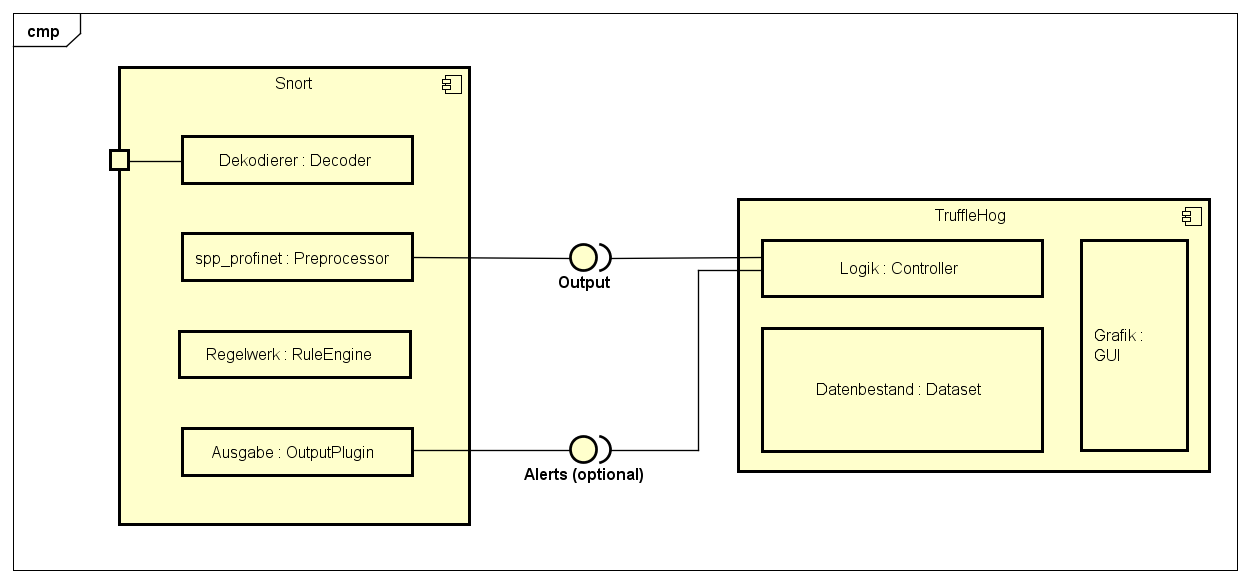 cmp
Snort
Dekodierer : Decoder
spp_profinet : Preprocessor
Regelwerk : RuleEngine
Ausgabe : OutputPlugin
Output
Alerts (optional)
TruffleHog
Logik : Controller
Datenbestand : Dataset
Grafik :
GUI